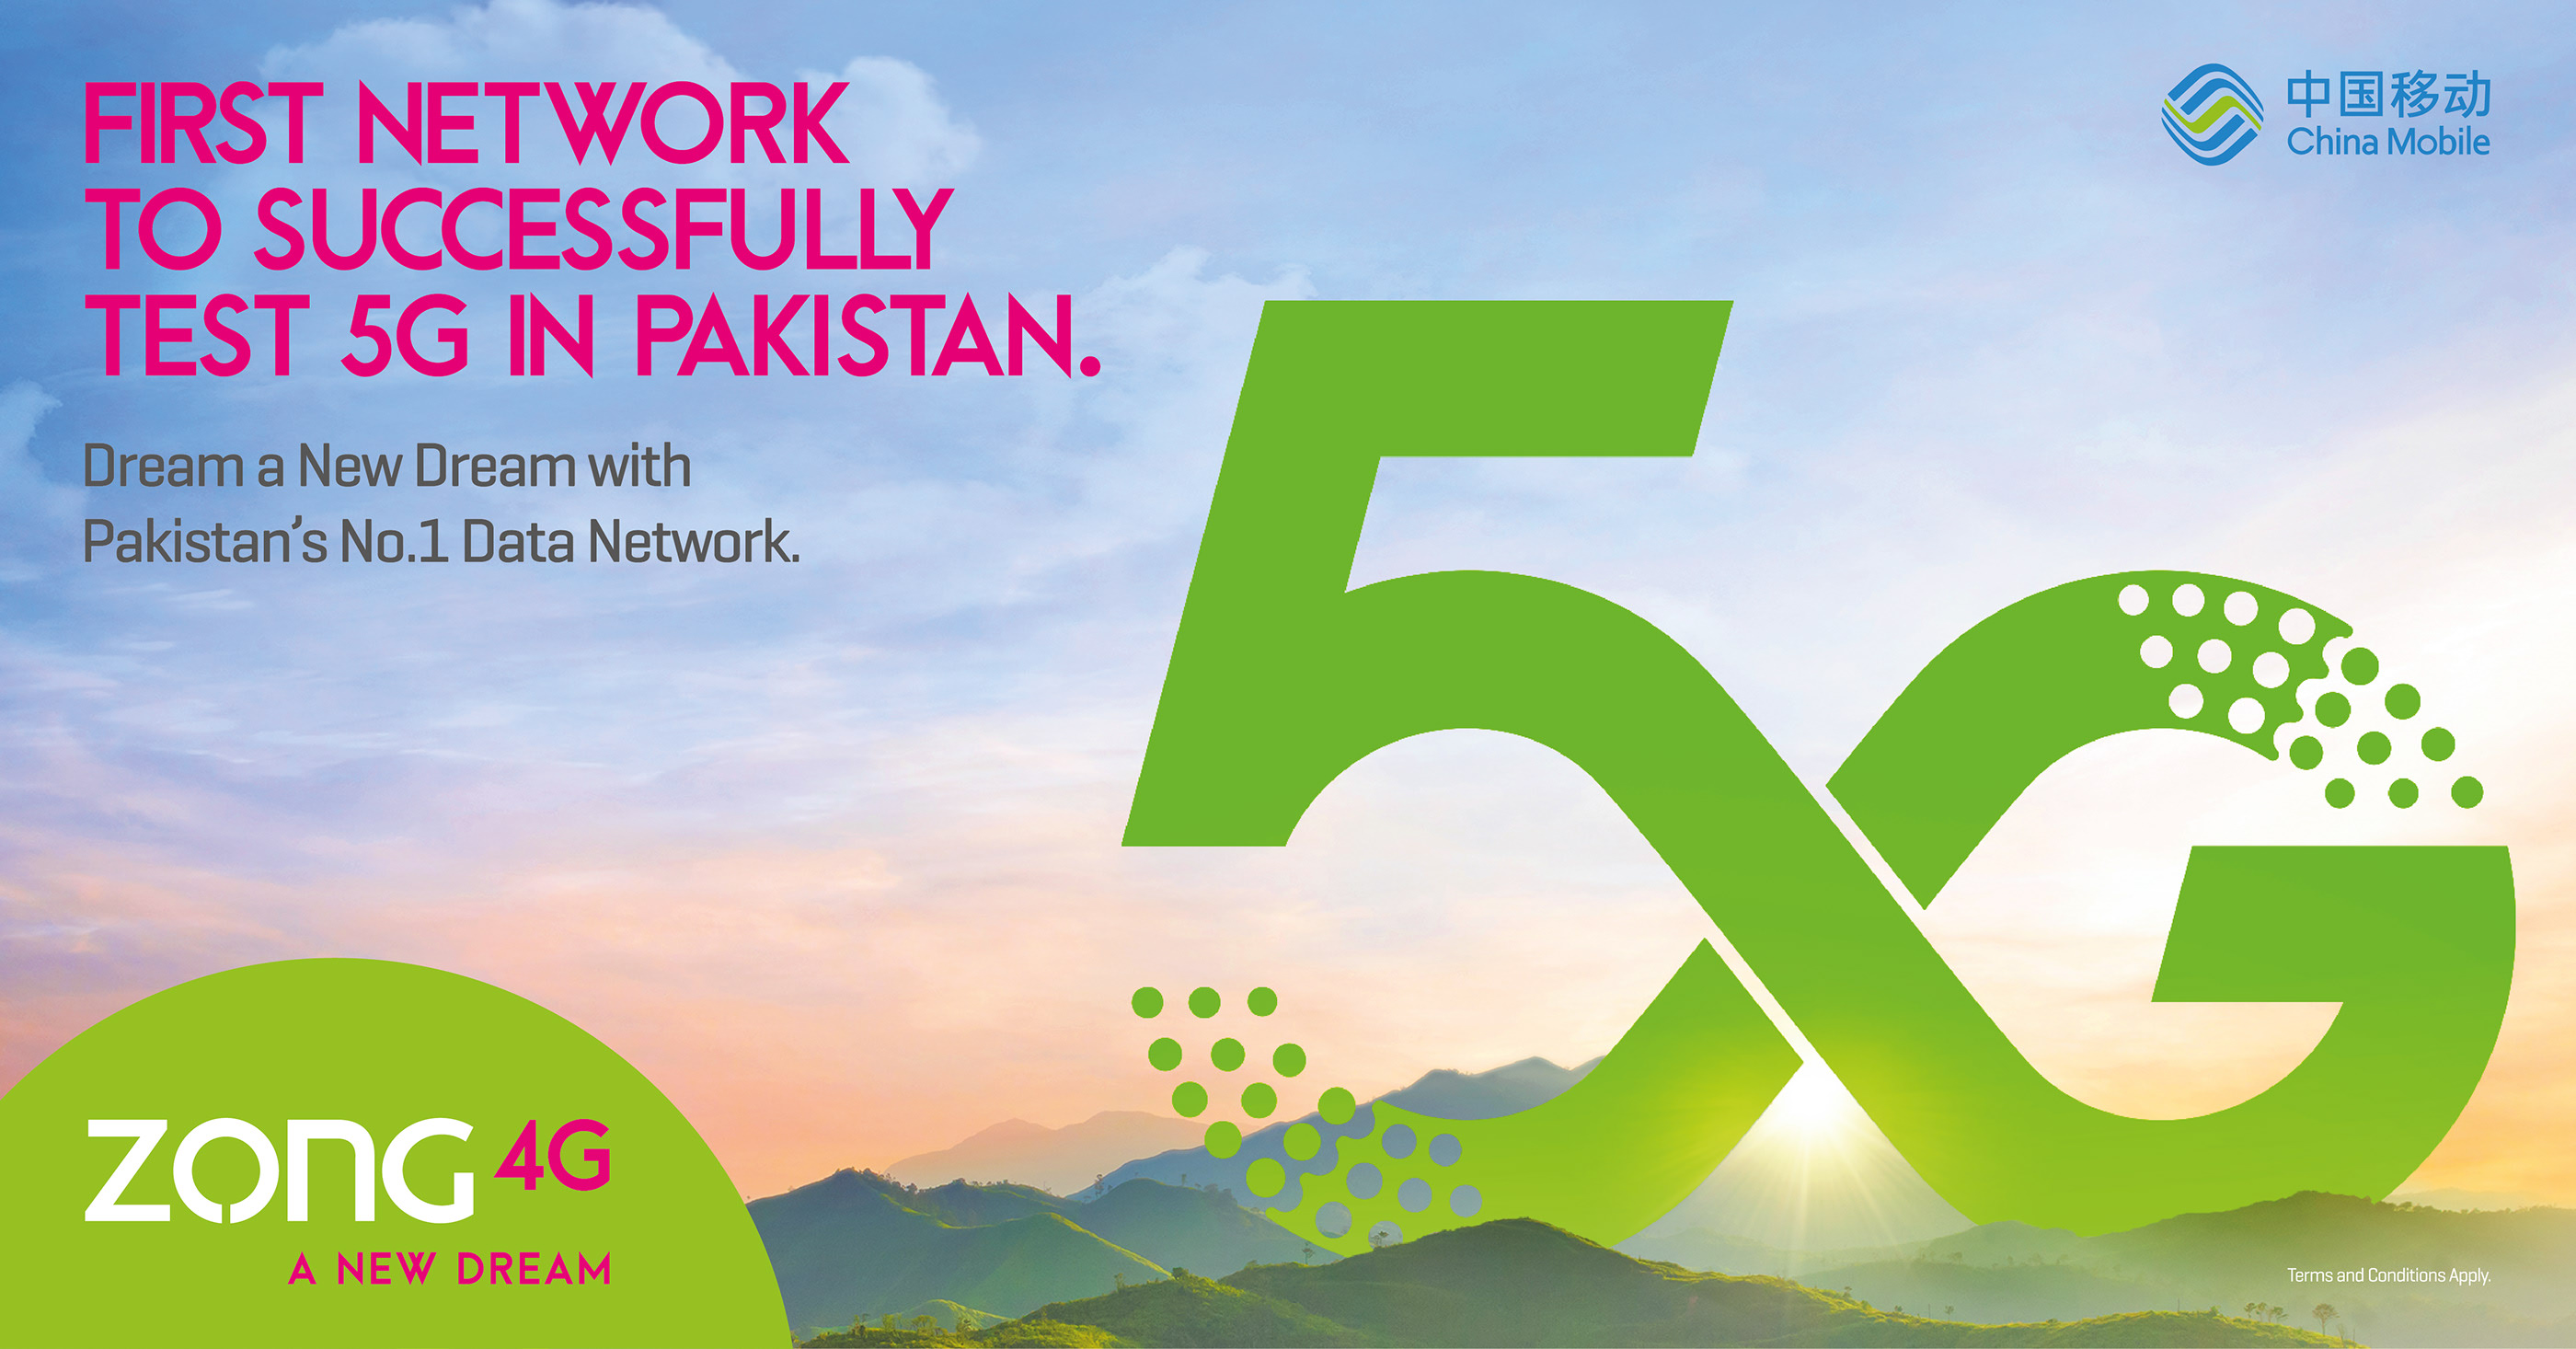 FIRST NETWORK
TO SUCCESSFULLY
TEST 5G IN PAKISTAN.
Dream a New Dream with
Pakistan's No.1 Data Network.
中国移动
China Mobile
5G
ZONG 4G
A NEW DREAM
Terms and Conditions Apply.